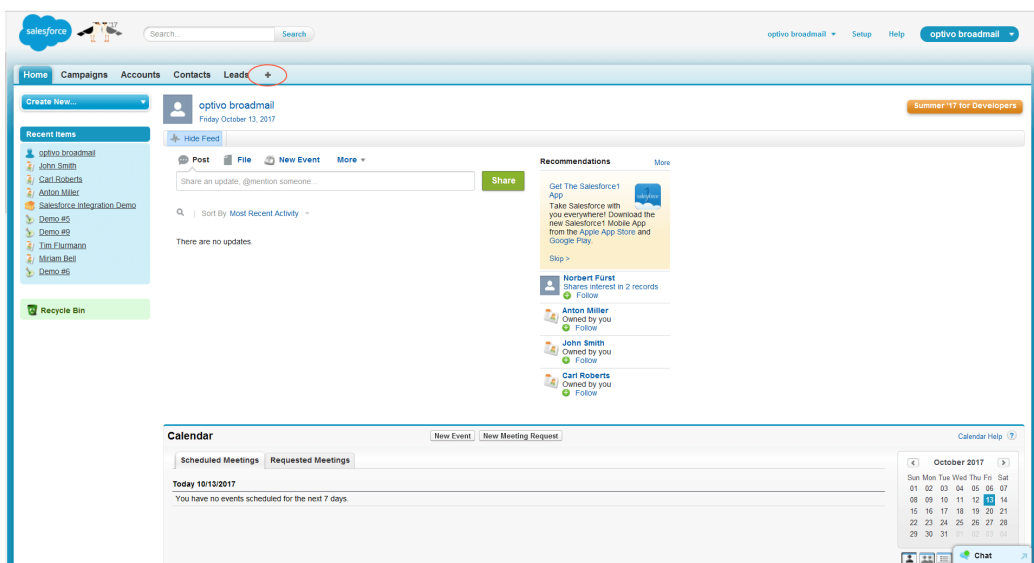 salesforce
'17
Search...
Search
optivo broadmail
Setup
Help
optivo broadmail
Home Campaigns Accounts Contacts Leads +
Create New...
Recent Items
optivo broadmail
John Smith
Carl Roberts
Anton Miller
Salesforce Integration Demo
Demo #5
Demo #9
Tim Flurmann
Miriam Bell
Demo #6
Recycle Bin
optivo broadmail
Friday October 13, 2017
Summer '17 for Developers
Hide Feed
Post File New Event More
Share an update, @mention someone...
Share
Sort By Most Recent Activity
There are no updates.
Recommendations
More
Get The Salesforce1
App
Take Salesforce with
you everywhere! Download the
new Salesforce1 Mobile App
from the Apple App Store and
Google Play.
Skip >
Norbert Fürst
Shares interest in 2 records
Follow
Anton Miller
Owned by you
Follow
John Smith
Owned by you
Follow
Carl Roberts
Owned by you
Follow
Calendar
New Event
New Meeting Request
Calendar Help ?
Scheduled Meetings
Requested Meetings
Today 10/13/2017
You have no events scheduled for the next 7 days.
October 2017
Sun Mon Tue Wed Thu Fri Sat
01 02 03 04 05 06 07
08 09 10 11 12 13 14
15 16 17 18 19 20 21
22 23 24 25 26 27 28
29 30 31 01 02 03 04
Chat